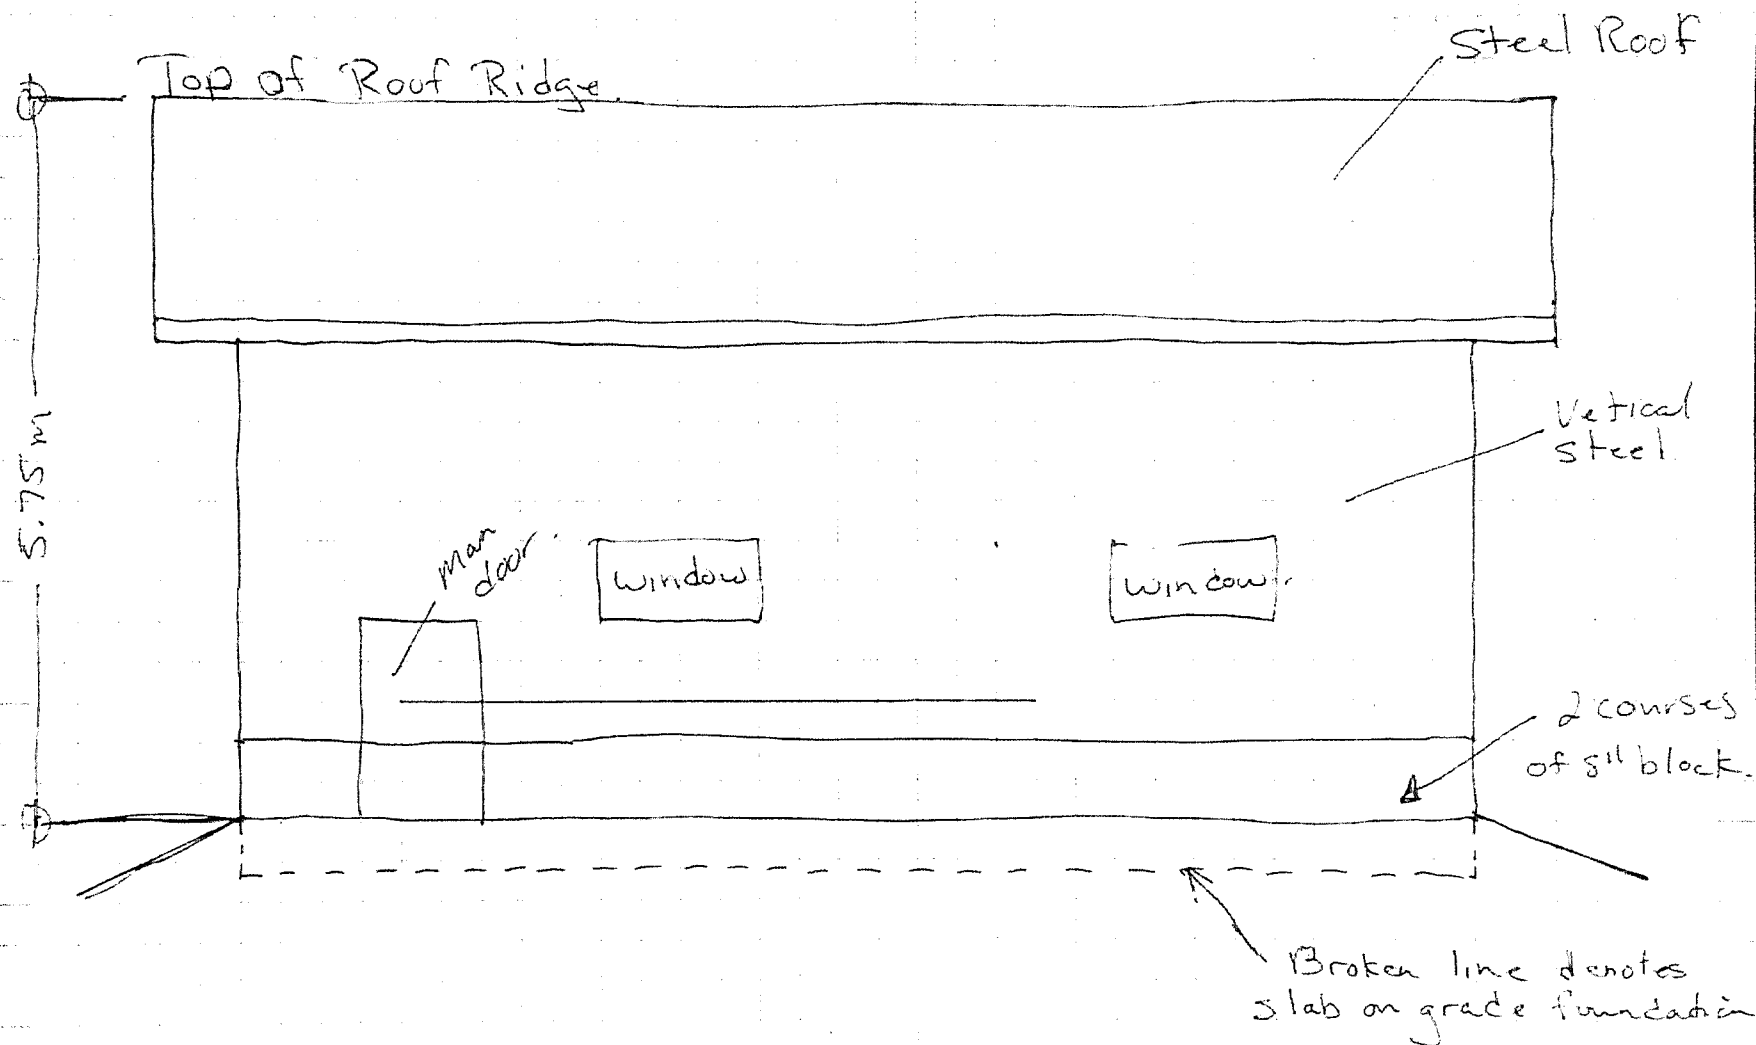 Steel Roof
Top of Roof Ridge.
5.75 m
Vetical
steel
man
door.
window
window.
2 courses
of 8" block.
Broken line denotes
slab on grade foundation